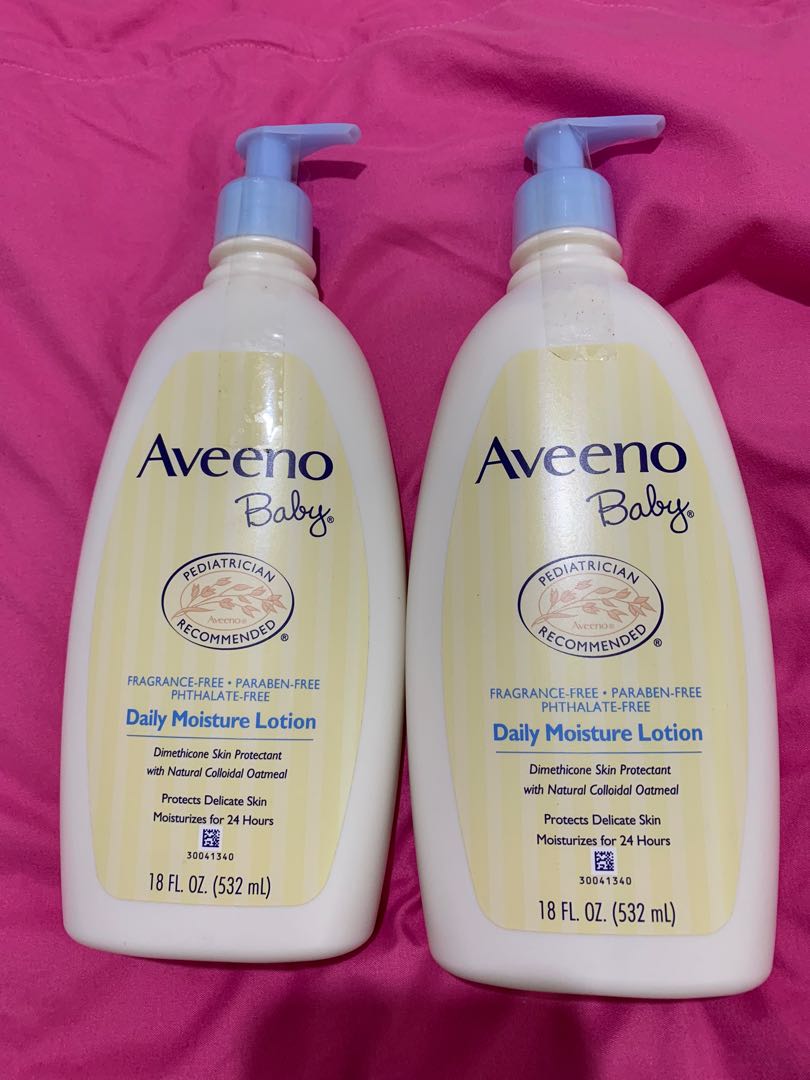 Aveeno
Baby®
PEDIATRICIAN
Aveeno®
RECOMMENDED®
FRAGRANCE-FREE • PARABEN-FREE
PHTHALATE-FREE
Daily Moisture Lotion
Dimethicone Skin Protectant
with Natural Colloidal Oatmeal
Protects Delicate Skin
Moisturizes for 24 Hours
30041340
18 FL. OZ. (532 mL)
Aveeno
Baby®
PEDIATRICIAN
Aveeno®
RECOMMENDED®
FRAGRANCE-FREE • PARABEN-FREE
PHTHALATE-FREE
Daily Moisture Lotion
Dimethicone Skin Protectant
with Natural Colloidal Oatmeal
Protects Delicate Skin
Moisturizes for 24 Hours
30041340
18 FL. OZ. (532 mL)